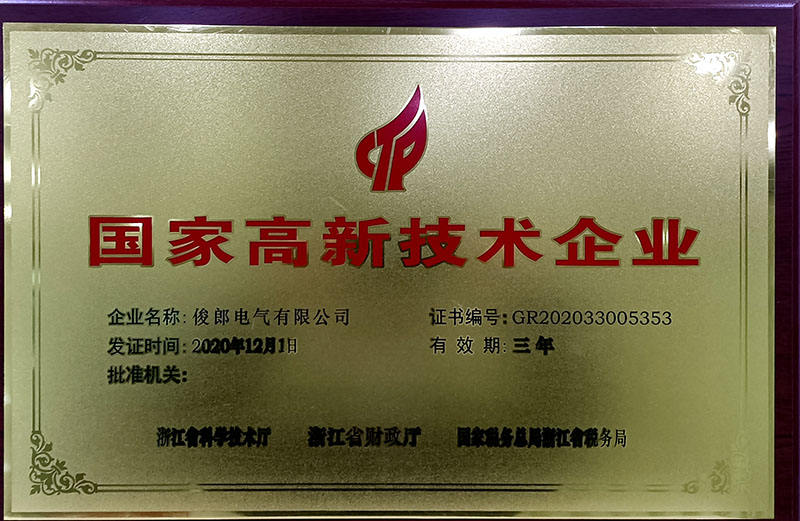 CTP
国家高新技术企业
企业名称: 俊郎电气有限公司 证书编号: GR202033005353
发证时间: 2020年12月1日 有 效 期: 三 年
批准机关:
浙江省科学技术厅 浙江省财政厅 国家税务总局浙江省税务局